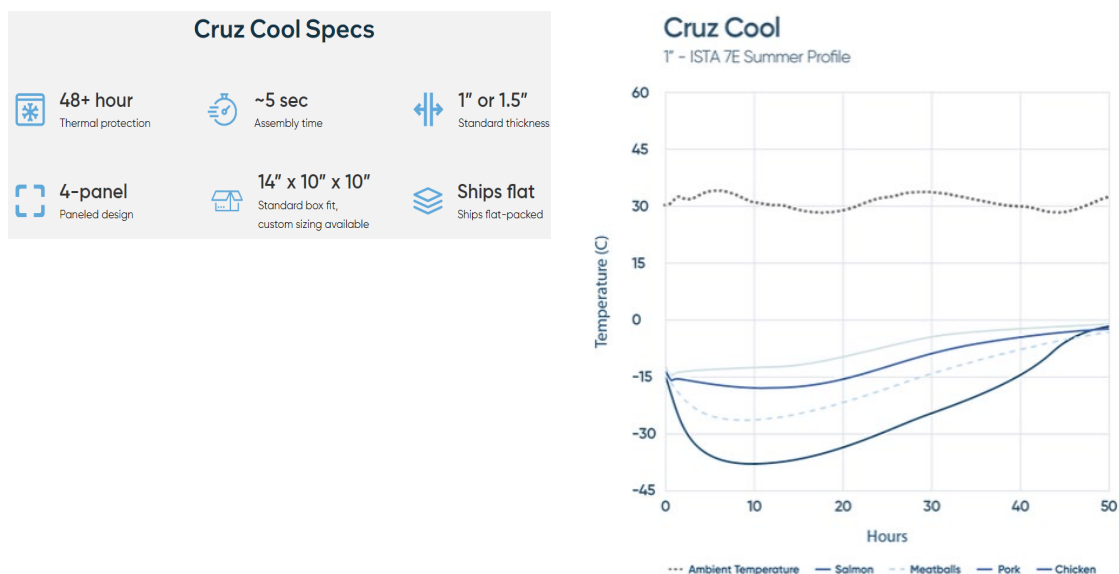 Cruz Cool Specs
48+ hour
Thermal protection
~5 sec
Assembly time
1” or 1.5”
Standard thickness
4-panel
Paneled design
14” x 10” x 10”
Standard box fit,
custom sizing available
Ships flat
Ships flat-packed
Cruz Cool
1” - ISTA 7E Summer Profile
Temperature (C)
60
45
30
15
0
-15
-30
-45
0 10 20 30 40 50
Hours
Ambient Temperature Salmon Meatballs Pork Chicken